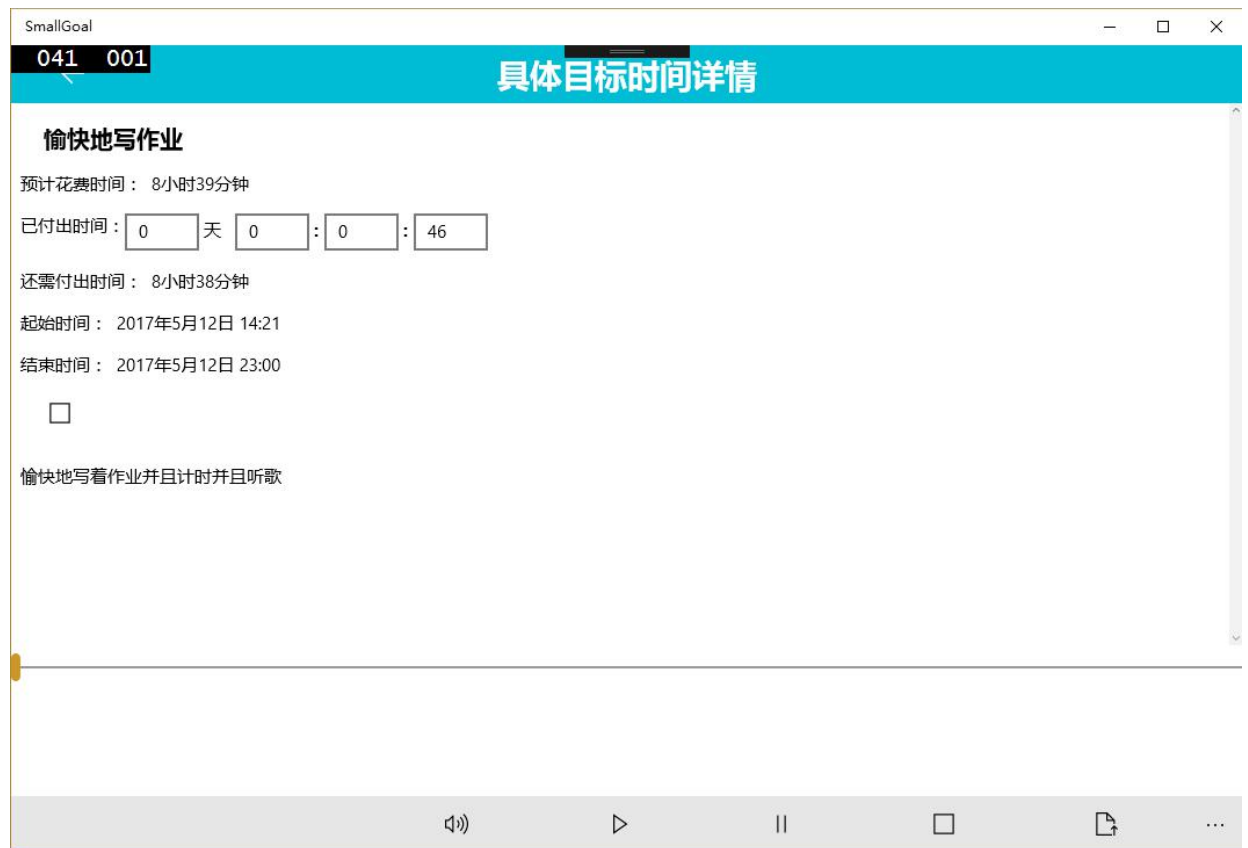 SmallGoal
041 001
具体目标时间详情
愉快地写作业
预计花费时间： 8小时39分钟
已付出时间： 0 天 0 : 0 : 46
还需付出时间： 8小时38分钟
起始时间： 2017年5月12日 14:21
结束时间： 2017年5月12日 23:00
愉快地写着作业并且计时并且听歌